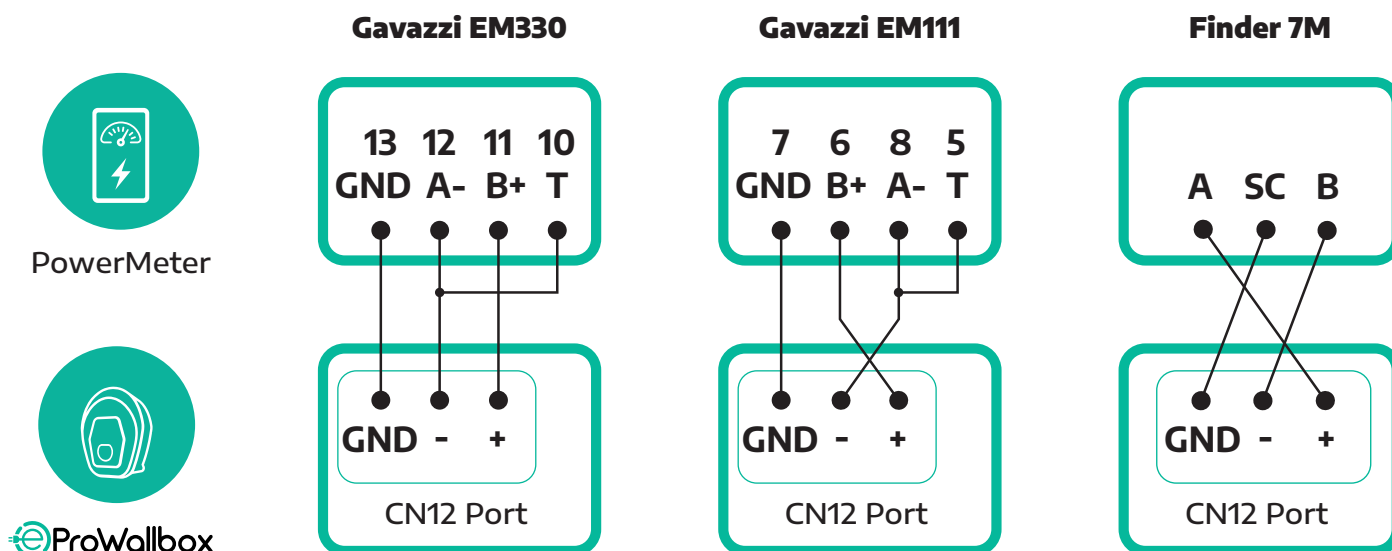 Gavazzi EM330
Gavazzi EM111
Finder 7M
PowerMeter
13 12 11 10
GND A- B+ T
7 6 8 5
GND B+ A- T
A SC B
GND - +
CN12 Port
GND - +
CN12 Port
GND - +
CN12 Port
eProWallbox